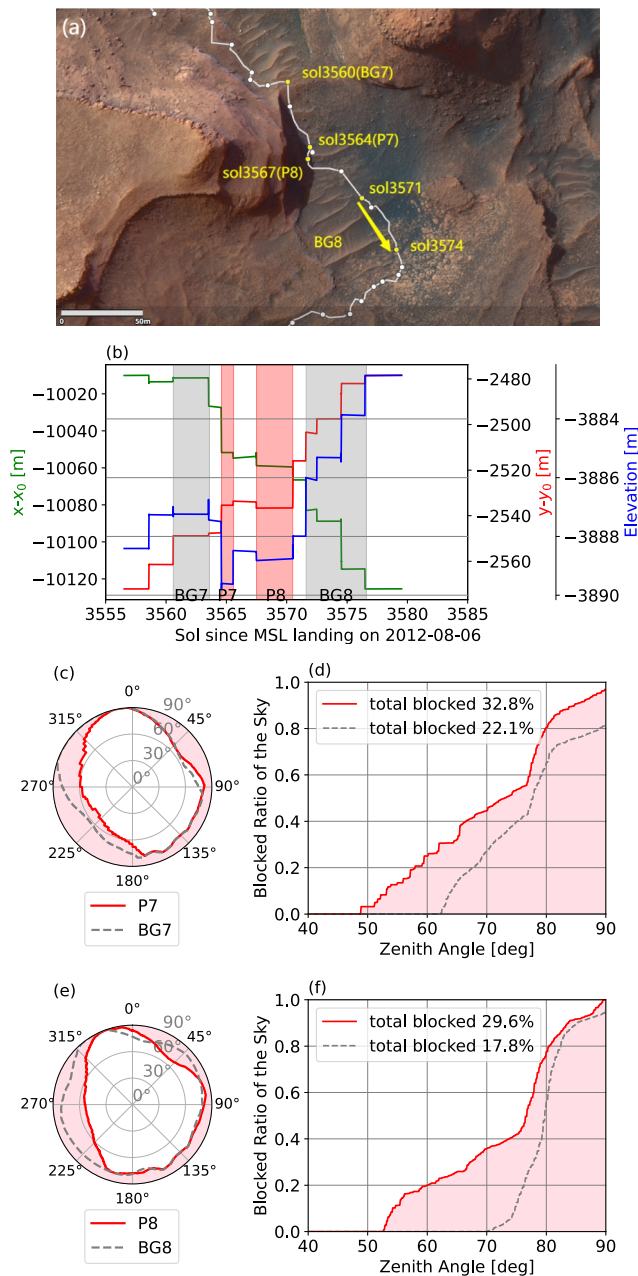 (a)
sol3560(BG7)
sol3564(P7)
sol3567(P8)
sol3571
BG8
sol3574
0 50m
(b)
−10020
−10040
−10060
−10080
−10100
−10120
x-x₀ [m]
−2480
−2500
−2520
−2540
−2560
y-y₀ [m]
−3884
−3886
−3888
−3890
Elevation [m]
BG7 P7 P8 BG8
3555 3560 3565 3570 3575 3580 3585
Sol since MSL landing on 2012-08-06
(c)
0°
45°
90°
135°
180°
225°
270°
315°
90°
60°
30°
0°
P7
BG7
(d)
Blocked Ratio of the Sky
1.0
0.8
0.6
0.4
0.2
0.0
total blocked 32.8%
total blocked 22.1%
40 50 60 70 80 90
Zenith Angle [deg]
(e)
0°
45°
90°
135°
180°
225°
270°
315°
90°
60°
30°
0°
P8
BG8
(f)
Blocked Ratio of the Sky
1.0
0.8
0.6
0.4
0.2
0.0
total blocked 29.6%
total blocked 17.8%
40 50 60 70 80 90
Zenith Angle [deg]